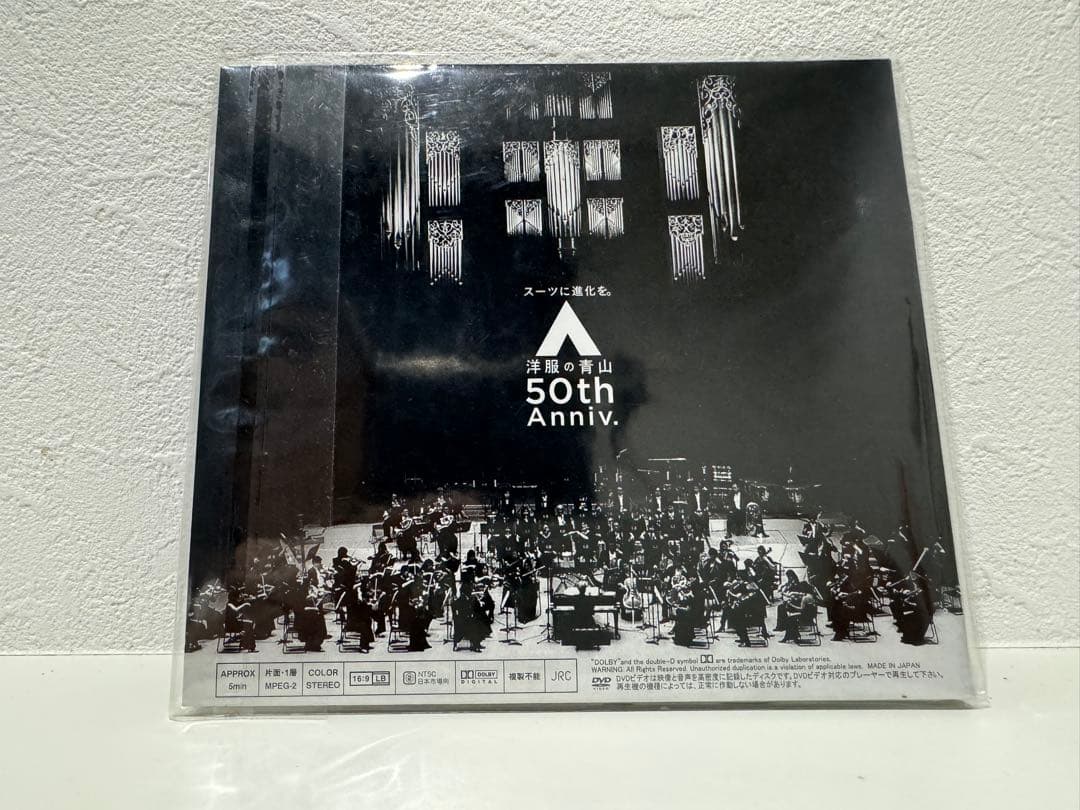 スーツに進化を。
洋服の青山
50th
Anniv.
"DOLBY"and the double-D symbol are trademarks of Dolby Laboratories.
WARNING: All Rights Reserved. Unauthorized duplication is a violation of applicable laws. MADE IN JAPAN
DVDビデオは映像と音声を高密度に記録したディスクです。DVDビデオ対応のプレーヤーで再生して下さい。
再生機の機種によっては、正常に作動しない場合があります。
APPROX
5min
片面・1層
MPEG-2
COLOR
STEREO
16:9 LB
DOLBY
DIGITAL
NTSC
日本市場向
複製不能
JRC
DVD